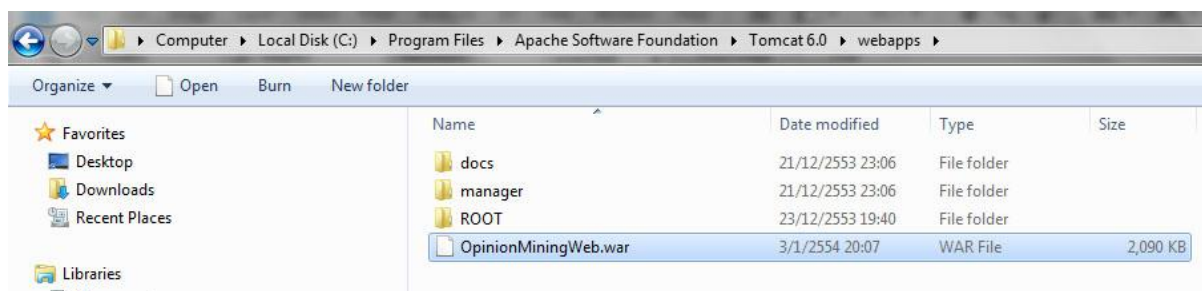 Computer Local Disk (C:) Program Files Apache Software Foundation Tomcat 6.0 webapps
Organize Open Burn New folder
Favorites
Desktop
Downloads
Recent Places
Libraries
Name Date modified Type Size
docs 21/12/2553 23:06 File folder
manager 21/12/2553 23:06 File folder
ROOT 23/12/2553 19:40 File folder
OpinionMiningWeb.war 3/1/2554 20:07 WAR File 2,090 KB